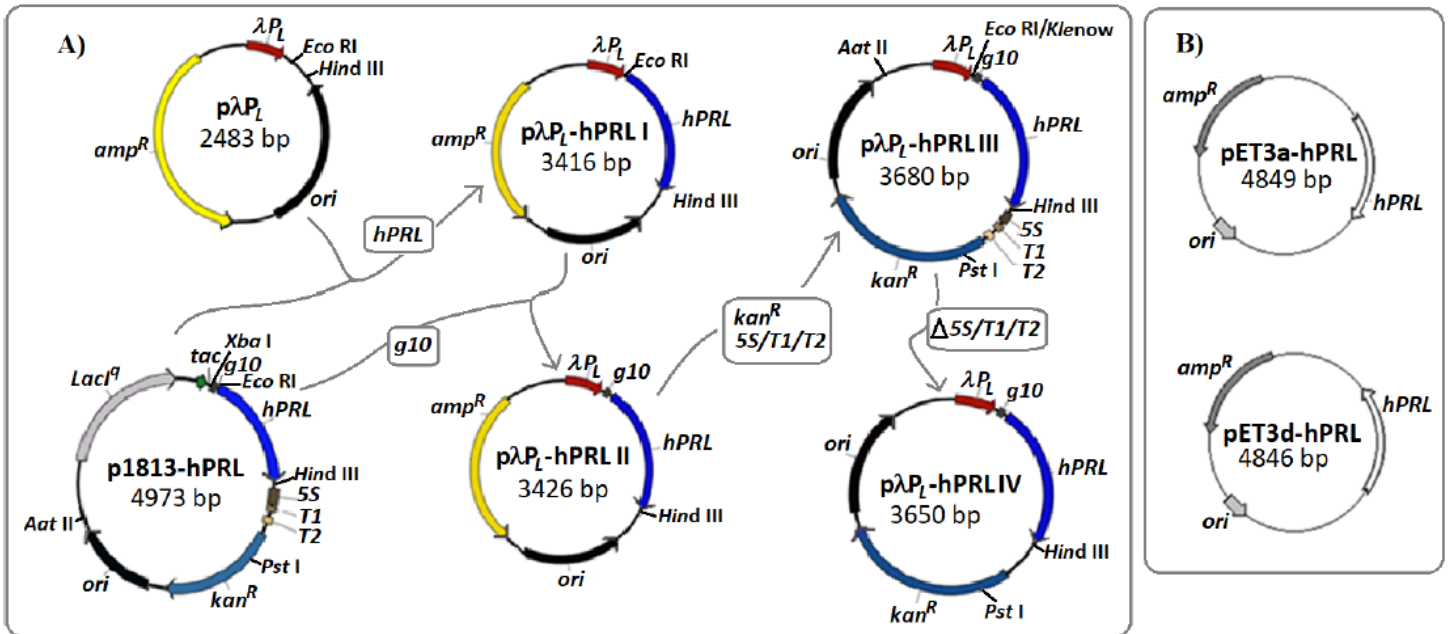 A)
λP_L
Eco RI
Hind III
pλP_L
2483 bp
amp^R
ori
λP_L
Eco RI
hPRL
pλP_L-hPRL I
3416 bp
amp^R
Hind III
ori
Eco RI/Klenow
Aat II
λP_L
g10
hPRL
pλP_L-hPRL III
3680 bp
ori
Hind III
5S
T1
T2
Pst I
kan^R
hPRL
g10
kan^R
5S/T1/T2
Δ 5S/T1/T2
Xba I
tac
g10
Eco RI
LacI^q
hPRL
p1813-hPRL
4973 bp
Hind III
5S
T1
T2
Aat II
Pst I
ori
kan^R
λP_L
g10
amp^R
hPRL
pλP_L-hPRL II
3426 bp
Hind III
ori
λP_L
g10
ori
hPRL
pλP_L-hPRL IV
3650 bp
Hind III
Pst I
kan^R
B)
amp^R
pET3a-hPRL
4849 bp
hPRL
ori
amp^R
hPRL
pET3d-hPRL
4846 bp
ori